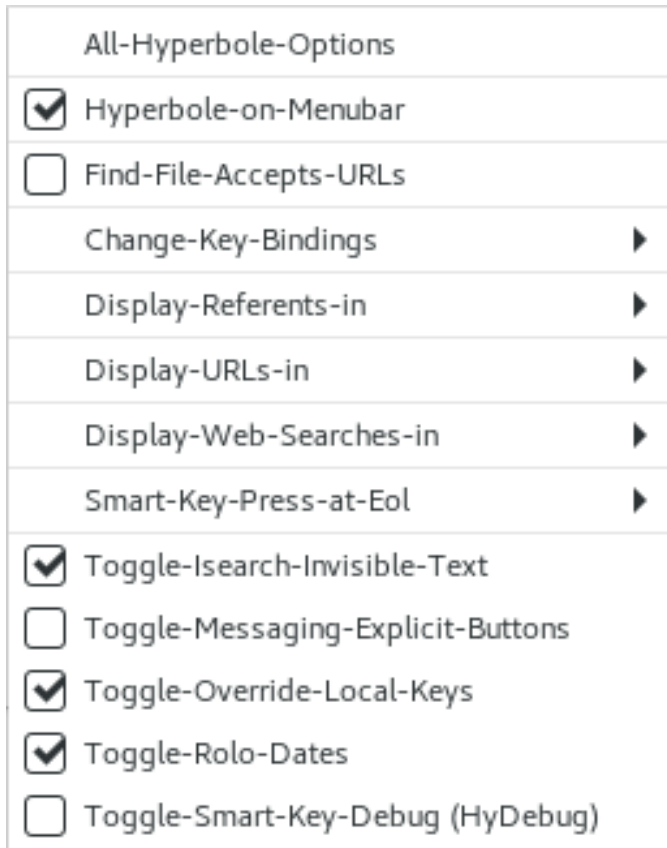 All-Hyperbole-Options
Hyperbole-on-Menubar
Find-File-Accepts-URLs
Change-Key-Bindings
Display-Referents-in
Display-URLs-in
Display-Web-Searches-in
Smart-Key-Press-at-Eol
Toggle-Isearch-Invisible-Text
Toggle-Messaging-Explicit-Buttons
Toggle-Override-Local-Keys
Toggle-Rolo-Dates
Toggle-Smart-Key-Debug (HyDebug)